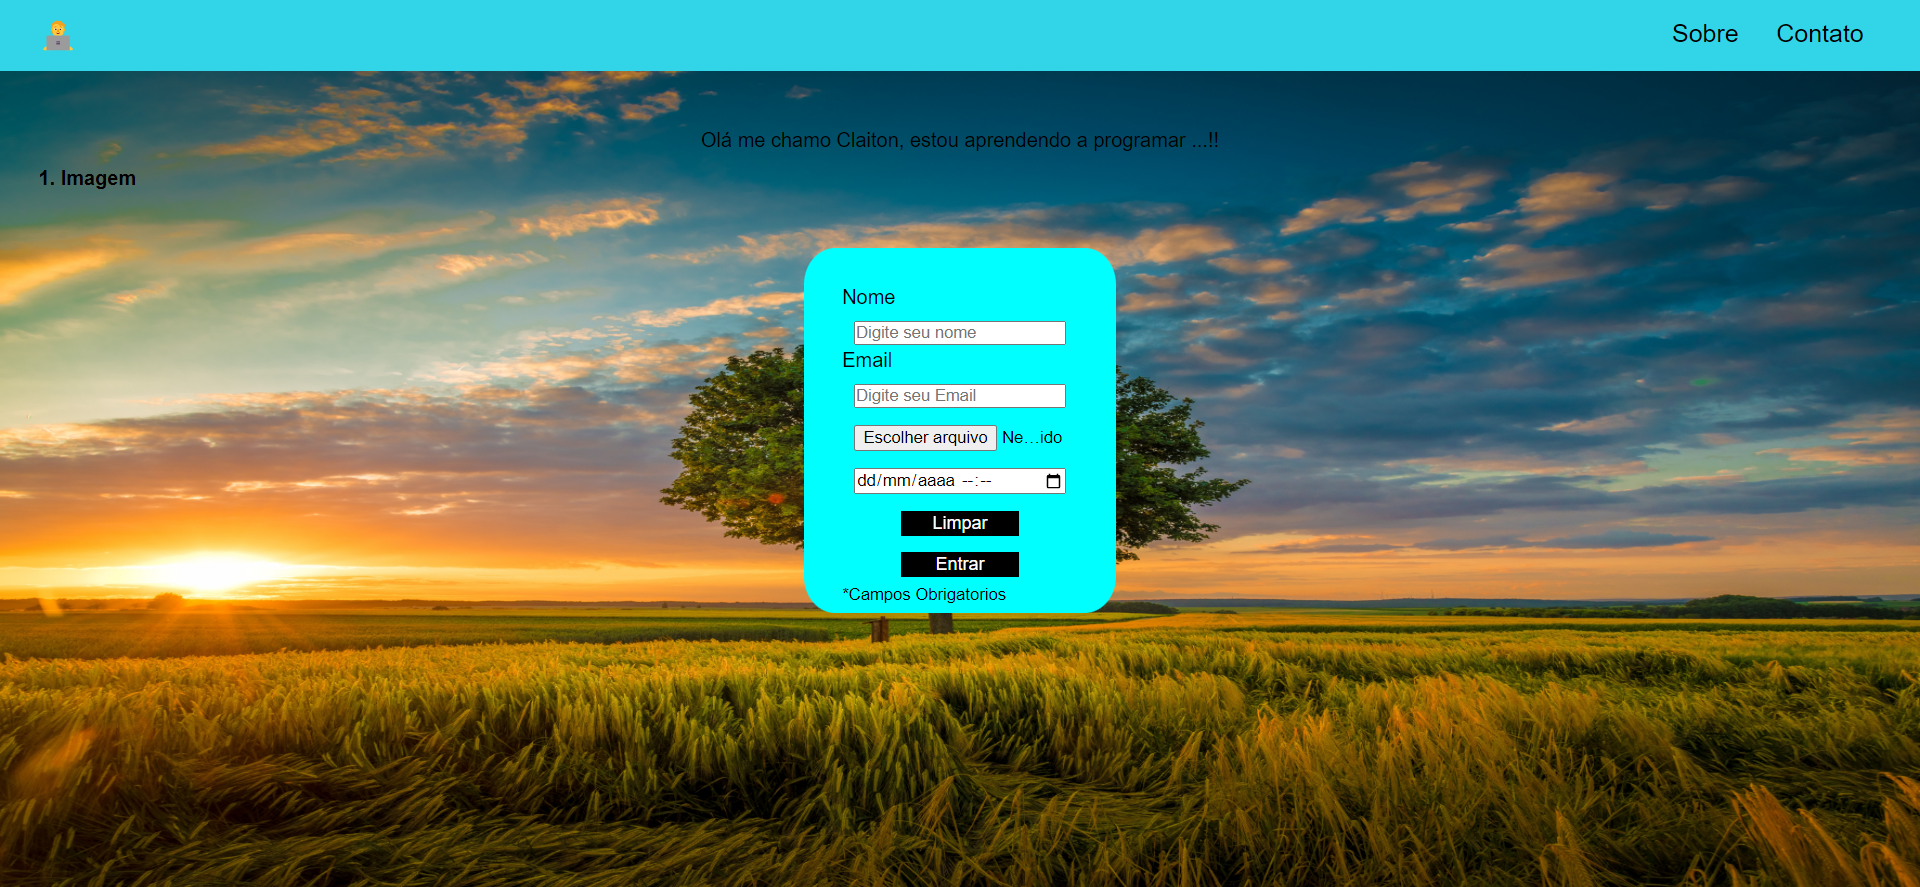 Sobre Contato
Olá me chamo Claiton, estou aprendendo a programar ...!!
1. Imagem
Nome
Digite seu nome
Email
Digite seu Email
Escolher arquivo Ne...ido
dd/mm/aaaa --:--
Limpar
Entrar
*Campos Obrigatorios